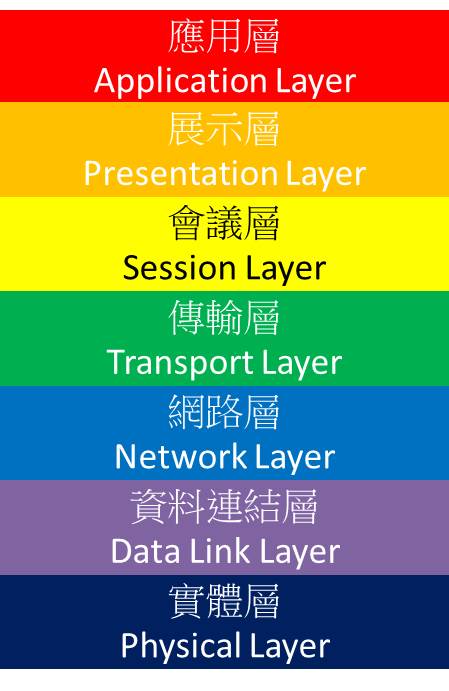 應用層
Application Layer
展示層
Presentation Layer
會議層
Session Layer
傳輸層
Transport Layer
網路層
Network Layer
資料連結層
Data Link Layer
實體層
Physical Layer